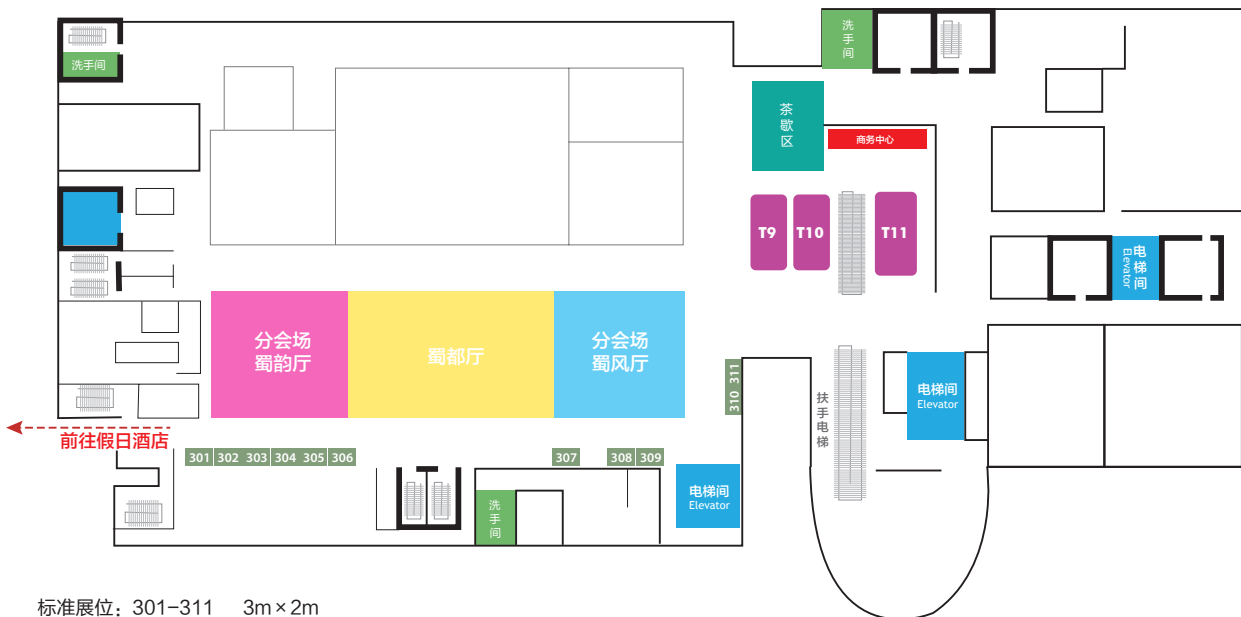 洗手间
洗手间
茶歇区
商务中心
T9
T10
T11
电梯间
Elevator
分会场
蜀韵厅
蜀都厅
分会场
蜀风厅
310 311
扶手电梯
电梯间
Elevator
前往假日酒店
301 302 303 304 305 306
307
308 309
洗手间
电梯间
Elevator
标准展位：301-311 3m×2m